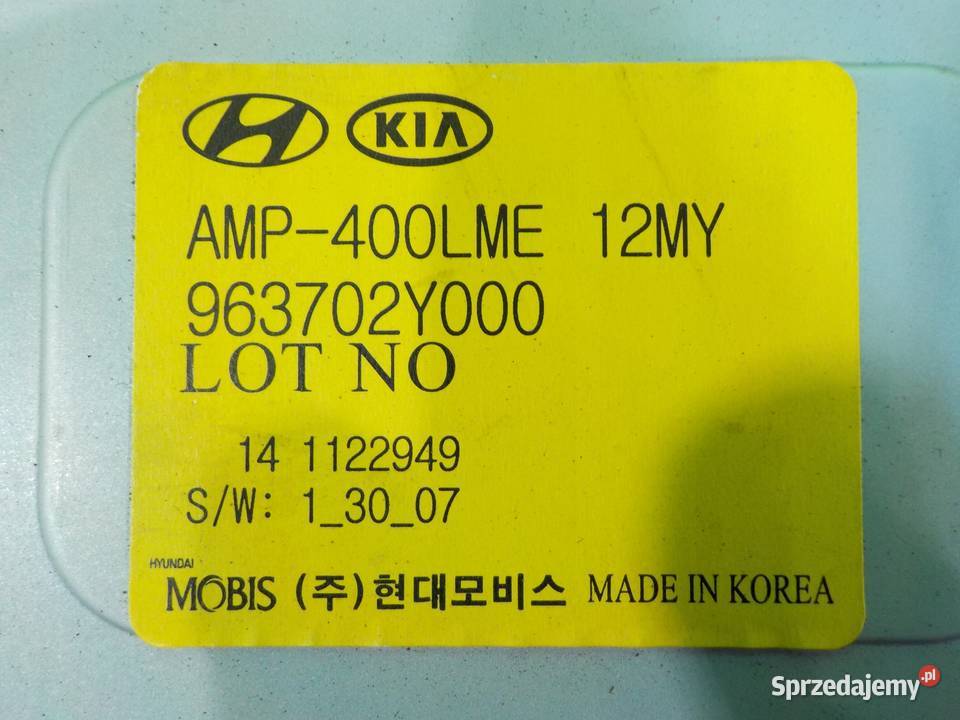 KIA
AMP-400LME 12MY
963702Y000
LOT NO
14 1122949
S/W: 1_30_07
HYUNDAI
MOBIS (주)현대모비스 MADE IN KOREA
Sprzedajemy.pl